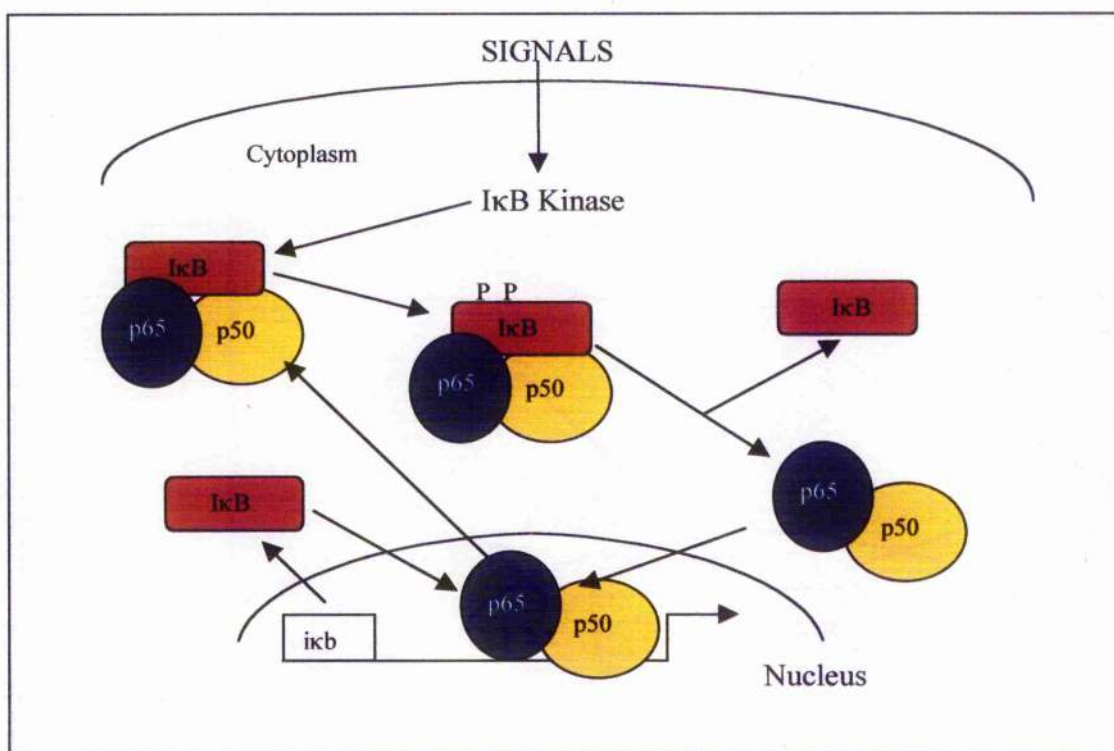 SIGNALS
Cytoplasm
IκB Kinase
IκB
p65
p50
P P
IκB
p65
p50
IκB
p65
p50
IκB
p65
p50
iκb
Nucleus